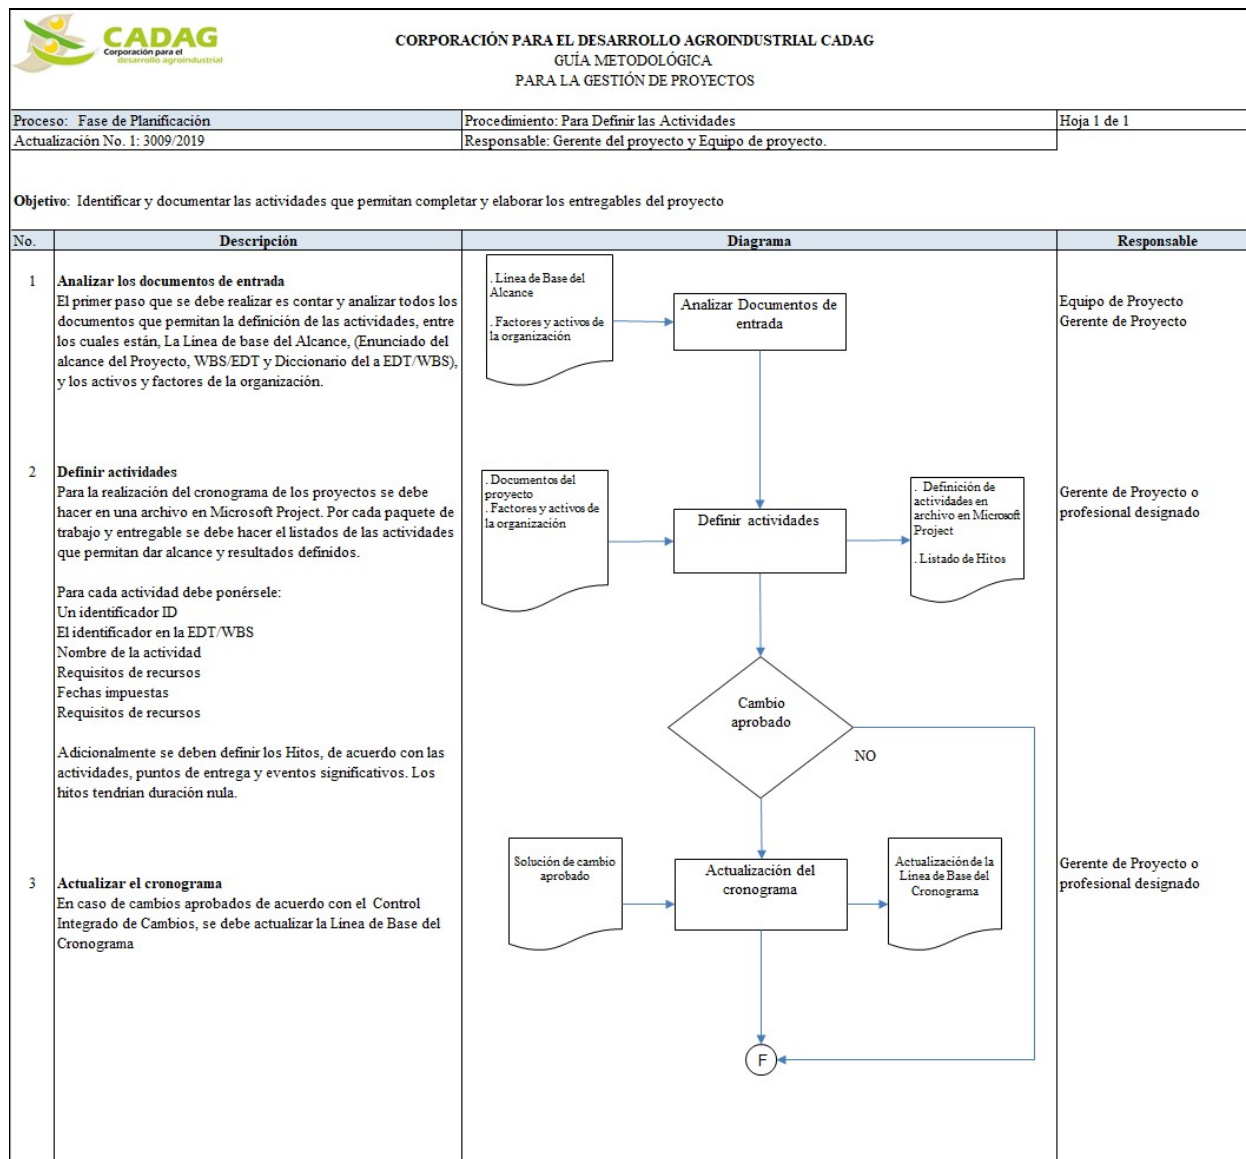 CADAG
Corporación para el
desarrollo agroindustrial
CORPORACIÓN PARA EL DESARROLLO AGROINDUSTRIAL CADAG
GUÍA METODOLÓGICA
PARA LA GESTIÓN DE PROYECTOS
Proceso: Fase de Planificación
Procedimiento: Para Definir las Actividades
Hoja 1 de 1
Actualización No. 1: 3009/2019
Responsable: Gerente del proyecto y Equipo de proyecto.
Objetivo: Identificar y documentar las actividades que permitan completar y elaborar los entregables del proyecto
No.
Descripción
Diagrama
Responsable
1
Analizar los documentos de entrada
El primer paso que se debe realizar es contar y analizar todos los
documentos que permitan la definición de las actividades, entre
los cuales están, La Línea de base del Alcance, (Enunciado del
alcance del Proyecto, WBS/EDT y Diccionario del a EDT/WBS),
y los activos y factores de la organización.
. Línea de Base del
Alcance
. Factores y activos de
la organización
Analizar Documentos de
entrada
Equipo de Proyecto
Gerente de Proyecto
2
Definir actividades
Para la realización del cronograma de los proyectos se debe
hacer en una archivo en Microsoft Project. Por cada paquete de
trabajo y entregable se debe hacer el listados de las actividades
que permitan dar alcance y resultados definidos.
Para cada actividad debe ponérsele:
Un identificador ID
El identificador en la EDT/WBS
Nombre de la actividad
Requisitos de recursos
Fechas impuestas
Requisitos de recursos
Adicionalmente se deben definir los Hitos, de acuerdo con las
actividades, puntos de entrega y eventos significativos. Los
hitos tendrían duración nula.
. Documentos del
proyecto
. Factores y activos de
la organización
Definir actividades
. Definición de
actividades en
archivo en Microsoft
Project
. Listado de Hitos
Gerente de Proyecto o
profesional designado
Cambio
aprobado
NO
3
Actualizar el cronograma
En caso de cambios aprobados de acuerdo con el Control
Integrado de Cambios, se debe actualizar la Línea de Base del
Cronograma
Solución de cambio
aprobado
Actualización del
cronograma
Actualización de la
Línea de Base del
Cronograma
Gerente de Proyecto o
profesional designado
F